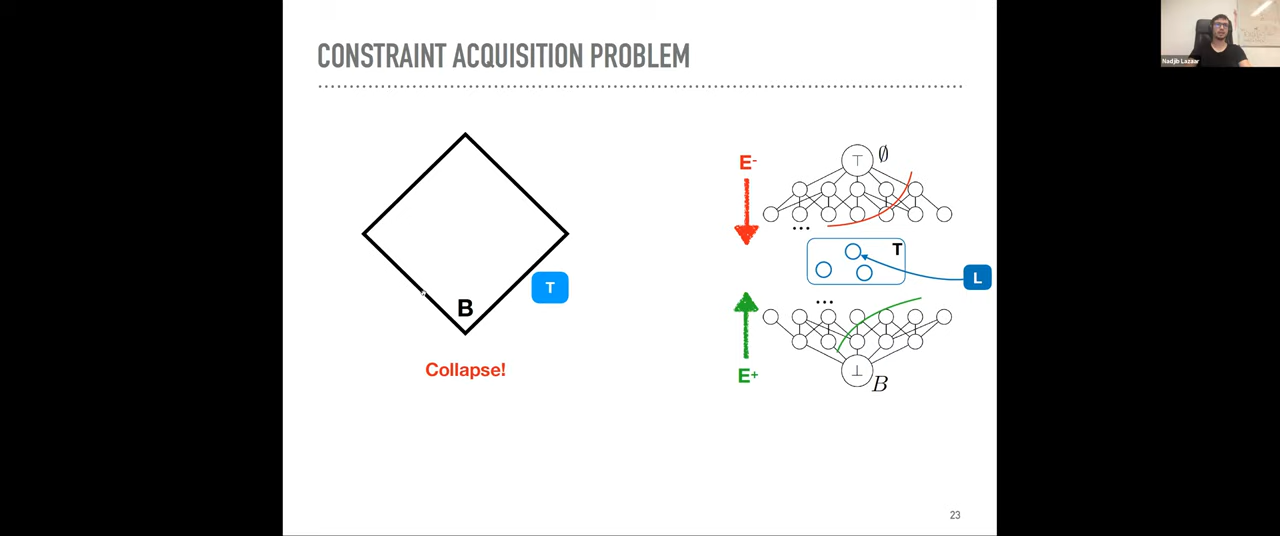 CONSTRAINT ACQUISITION PROBLEM
Nadjib Lazaar
B
T
Collapse!
E-
⊤
∅
...
T
L
...
E+
⊥
B
23